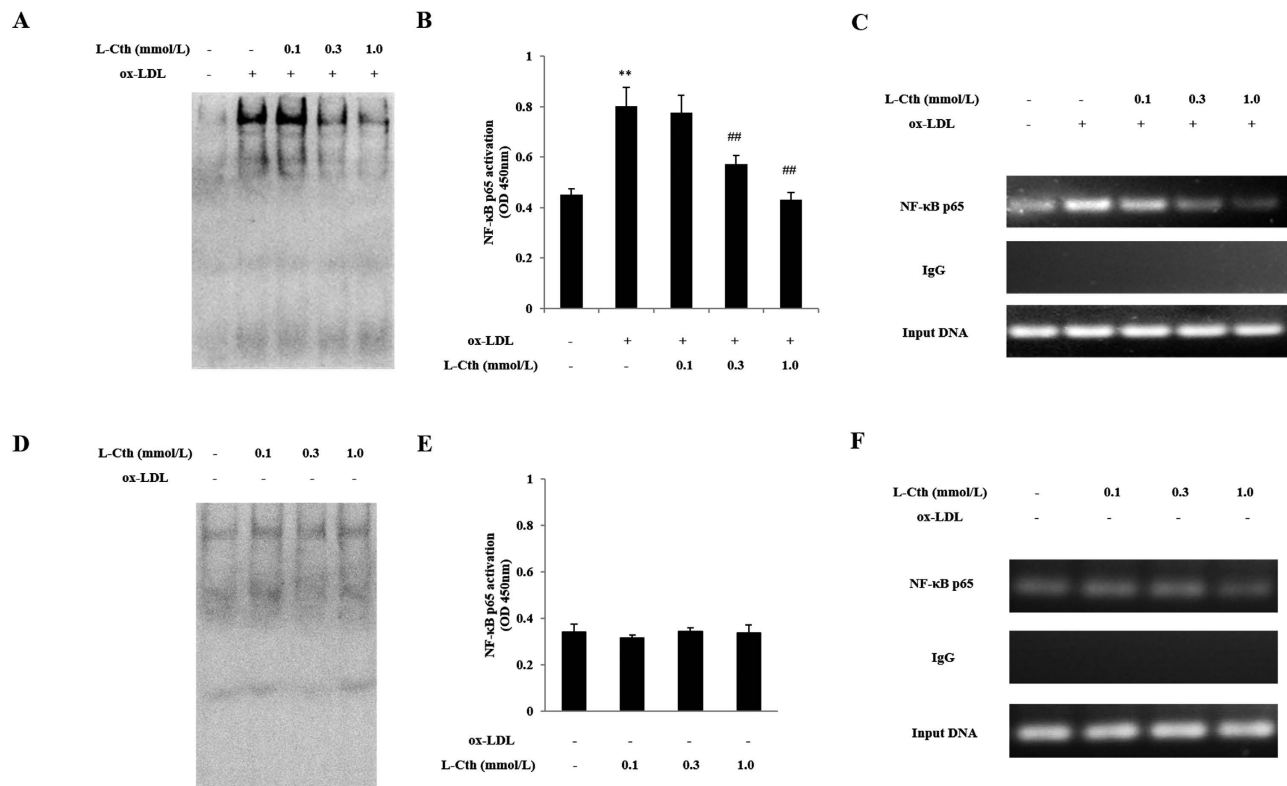 A
L-Cth (mmol/L) - - 0.1 0.3 1.0
ox-LDL - + + + +
B
NF-κB p65 activation
(OD 450nm)
1
0.8
0.6
0.4
0.2
0
**
##
##
ox-LDL - + + + +
L-Cth (mmol/L) - - 0.1 0.3 1.0
C
L-Cth (mmol/L) - - 0.1 0.3 1.0
ox-LDL - + + + +
NF-κB p65
IgG
Input DNA
D
L-Cth (mmol/L) - 0.1 0.3 1.0
ox-LDL - - - -
E
NF-κB p65 activation
(OD 450nm)
1
0.8
0.6
0.4
0.2
0
ox-LDL - - - -
L-Cth (mmol/L) - 0.1 0.3 1.0
F
L-Cth (mmol/L) - 0.1 0.3 1.0
ox-LDL - - - -
NF-κB p65
IgG
Input DNA